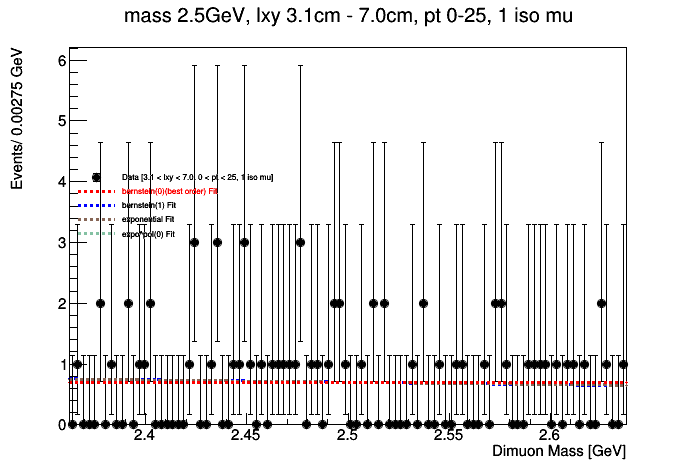 mass 2.5GeV, lxy 3.1cm - 7.0cm, pt 0-25, 1 iso mu
Events/ 0.00275 GeV
6
5
4
3
2
1
0
Data [3.1 < lxy < 7.0, 0 < pt < 25, 1 iso mu]
bernstein(0)(best order) Fit
bernstein(1) Fit
exponential Fit
expo*pol(0) Fit
2.4 2.45 2.5 2.55 2.6
Dimuon Mass [GeV]